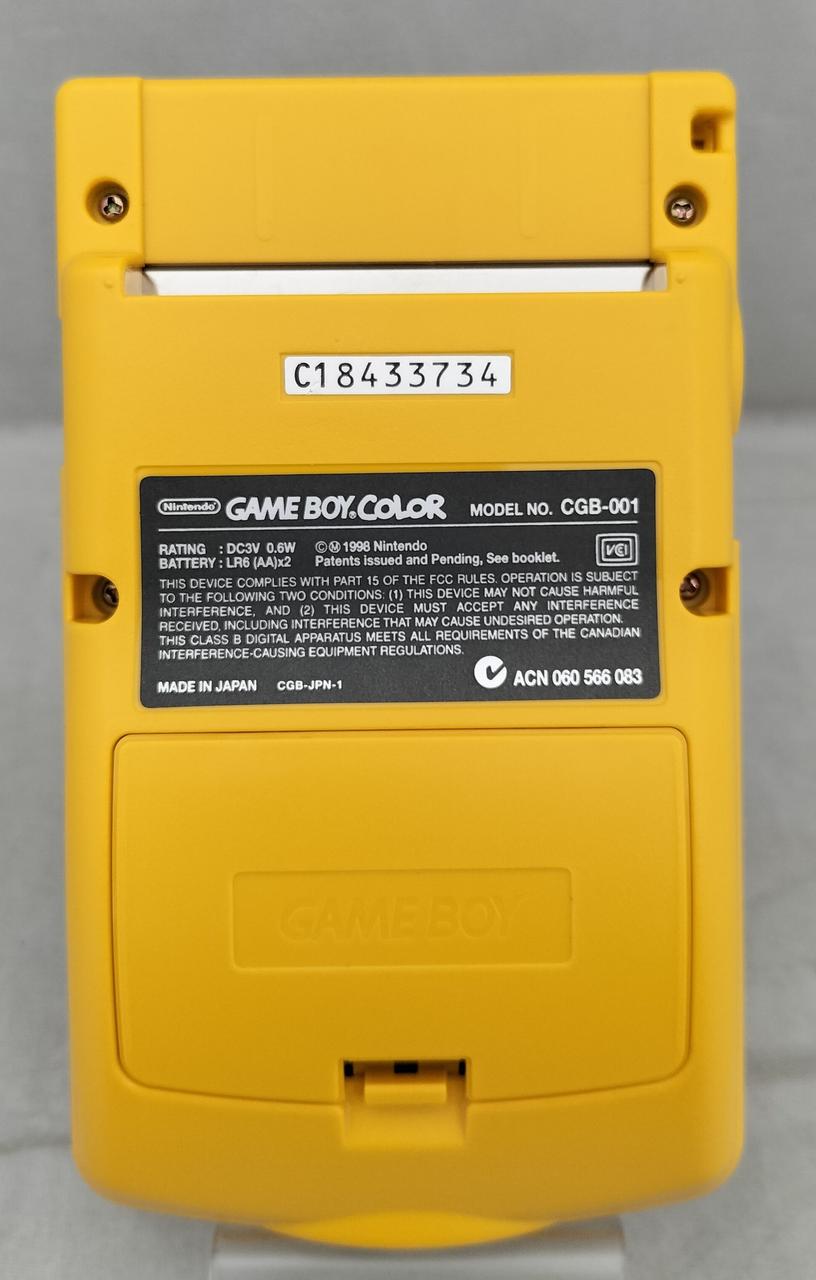 C18433734
Nintendo GAME BOY COLOR MODEL NO. CGB-001
RATING : DC3V 0.6W ©Ⓜ1998 Nintendo
BATTERY : LR6 (AA)x2 Patents issued and Pending, See booklet.
VCI
THIS DEVICE COMPLIES WITH PART 15 OF THE FCC RULES. OPERATION IS SUBJECT
TO THE FOLLOWING TWO CONDITIONS: (1) THIS DEVICE MAY NOT CAUSE HARMFUL
INTERFERENCE, AND (2) THIS DEVICE MUST ACCEPT ANY INTERFERENCE
RECEIVED, INCLUDING INTERFERENCE THAT MAY CAUSE UNDESIRED OPERATION.
THIS CLASS B DIGITAL APPARATUS MEETS ALL REQUIREMENTS OF THE CANADIAN
INTERFERENCE-CAUSING EQUIPMENT REGULATIONS.
MADE IN JAPAN CGB-JPN-1 ACN 060 566 083
GAME BOY